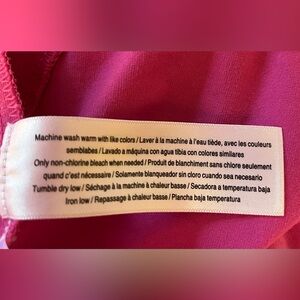 Machine wash warm with like colors / Laver à la machine à l'eau tiède, avec les couleurs
semblabes / Lavado a máquina con agua tibia con colores similares
Only non-chlorine bleach when needed / Produit de blanchiment sans chlore seulement
quand c'est nécessaire / Solamente blanqueador sin cloro cuando sea necesario
Tumble dry low / Séchage à la machine à chaleur basse / Secadora a temperatura baja
Iron low / Repassage à chaleur basse / Plancha baja temperatura